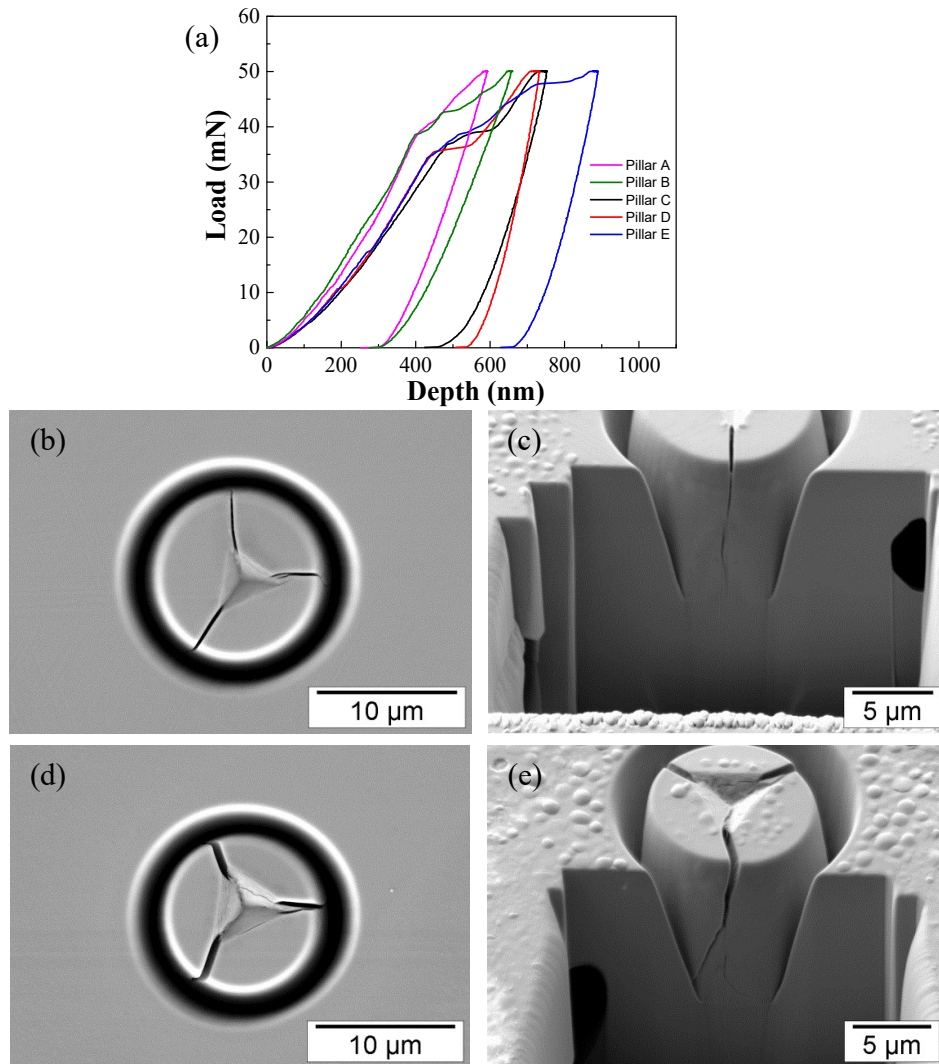 (a)
60
50
40
30
20
10
0
Load (mN)
Pillar A
Pillar B
Pillar C
Pillar D
Pillar E
0 200 400 600 800 1000
Depth (nm)
(b)
10 µm
(c)
5 µm
(d)
10 µm
(e)
5 µm